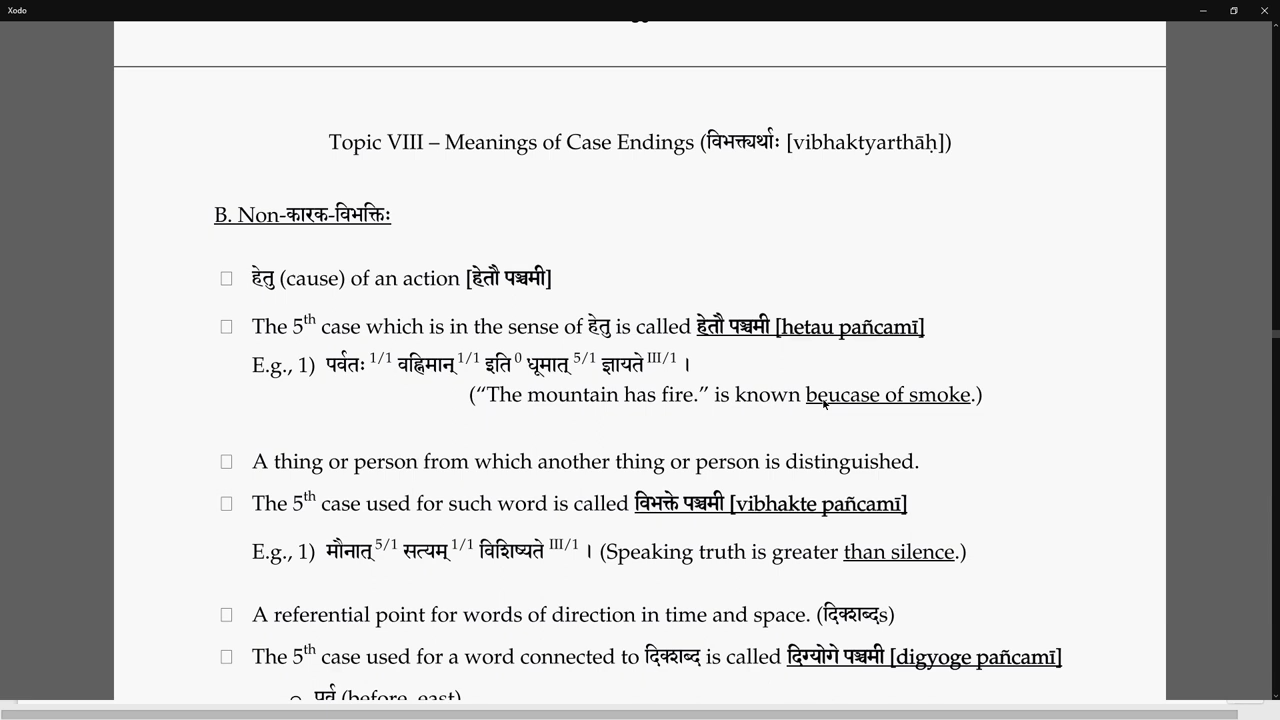 Xodo
Topic VIII – Meanings of Case Endings (विभक्त्यर्थाः [vibhaktyarthāḥ])
B. Non-कारक-विभक्तिः
हेतु (cause) of an action [हेतौ पञ्चमी]
The 5th case which is in the sense of हेतु is called हेतौ पञ्चमी [hetau pañcamī]
E.g., 1) पर्वतः 1/1 वह्निमान् 1/1 इति 0 धूमात् 5/1 ज्ञायते III/1 ।
(“The mountain has fire.” is known beucase of smoke.)
A thing or person from which another thing or person is distinguished.
The 5th case used for such word is called विभक्ते पञ्चमी [vibhakte pañcamī]
E.g., 1) मौनात् 5/1 सत्यम् 1/1 विशिष्यते III/1 । (Speaking truth is greater than silence.)
A referential point for words of direction in time and space. (दिक्शब्दs)
The 5th case used for a word connected to दिक्शब्द is called दिग्योगे पञ्चमी [digyoge pañcamī]
o पूर्व (before, east)